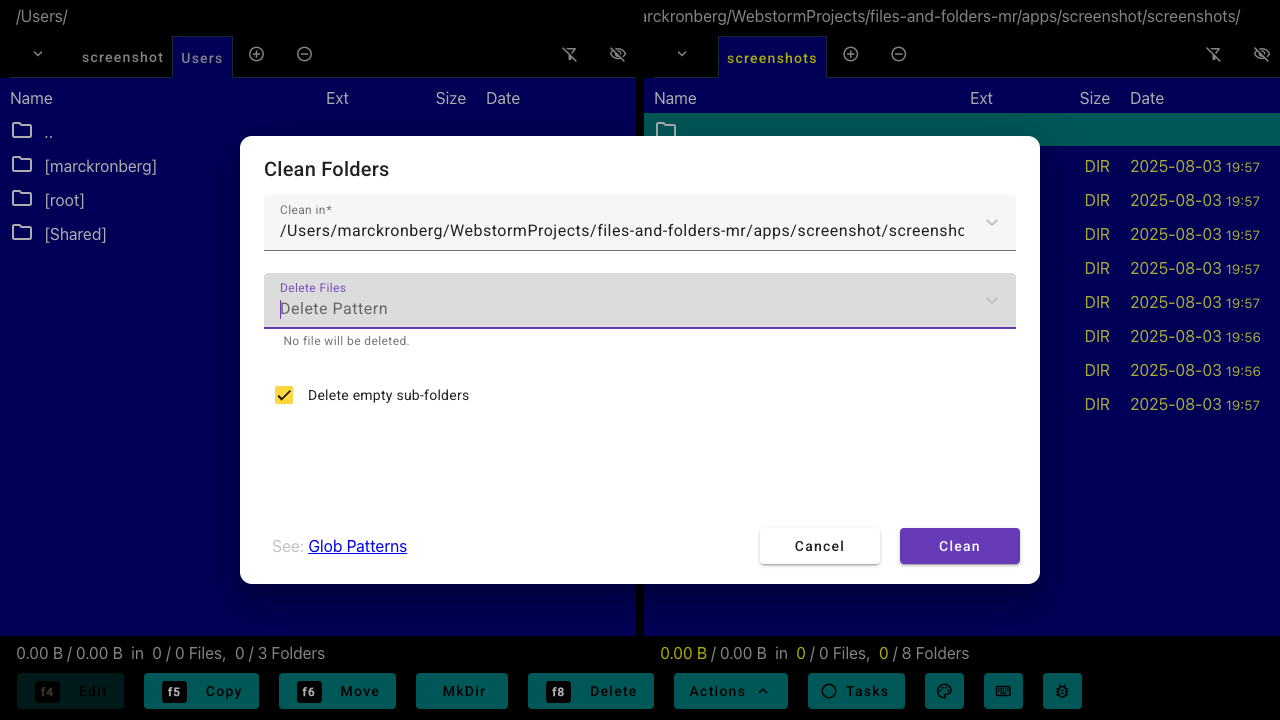 /Users/
arckronberg/WebstormProjects/files-and-folders-mr/apps/screenshot/screenshots/
screenshot Users
screenshots
Name Ext Size Date
Name Ext Size Date
..
[marckronberg]
[root]
[Shared]
DIR 2025-08-03 19:57
DIR 2025-08-03 19:57
DIR 2025-08-03 19:57
DIR 2025-08-03 19:57
DIR 2025-08-03 19:57
DIR 2025-08-03 19:56
DIR 2025-08-03 19:56
DIR 2025-08-03 19:57
Clean Folders
Clean in*
/Users/marckronberg/WebstormProjects/files-and-folders-mr/apps/screenshot/screensho
Delete Files
Delete Pattern
No file will be deleted.
Delete empty sub-folders
See: Glob Patterns
Cancel
Clean
0.00 B / 0.00 B in 0 / 0 Files, 0 / 3 Folders
0.00 B / 0.00 B in 0 / 0 Files, 0 / 8 Folders
f4 Edit f5 Copy f6 Move MkDir f8 Delete Actions Tasks